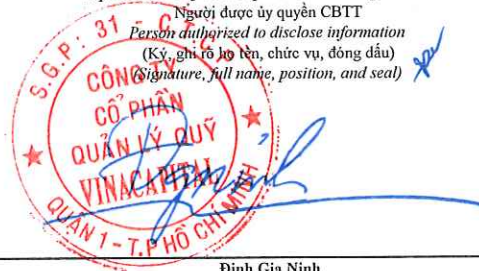 Người được ủy quyền CBTT
Person authorized to disclose information
(Ký, ghi rõ họ tên, chức vụ, đóng dấu)
(Signature, full name, position, and seal)
S.G.P: 31 - C.T.C.P
CÔNG TY
CỔ PHẦN
QUẢN LÝ QUỸ
VINACAPITAL
QUẬN 1 - T.P HỒ CHÍ MINH
Đinh Gia Ninh